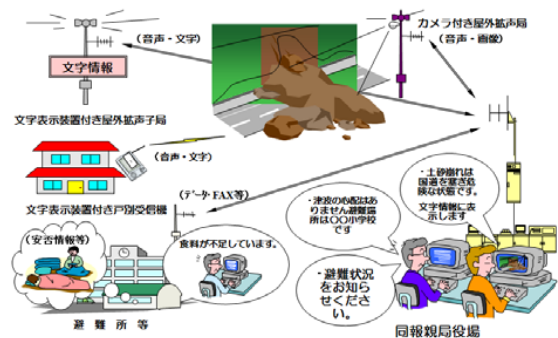 (音声・文字)
文字情報
文字表示装置付き屋外拡声子局
カメラ付き屋外拡声局
(音声・画像)
(音声・文字)
文字表示装置付き戸別受信機
(データ・FAX等)
(安否情報等)
食料が不足しています。
避難所等
・津波の心配はあ
りません避難場
所は〇〇小学校で
す
・土砂崩れは
国道を塞ぎ危
険な状態です。
文字情報に表
示します
・避難状況
をお知ら
せくださ
い。
同報親局役場